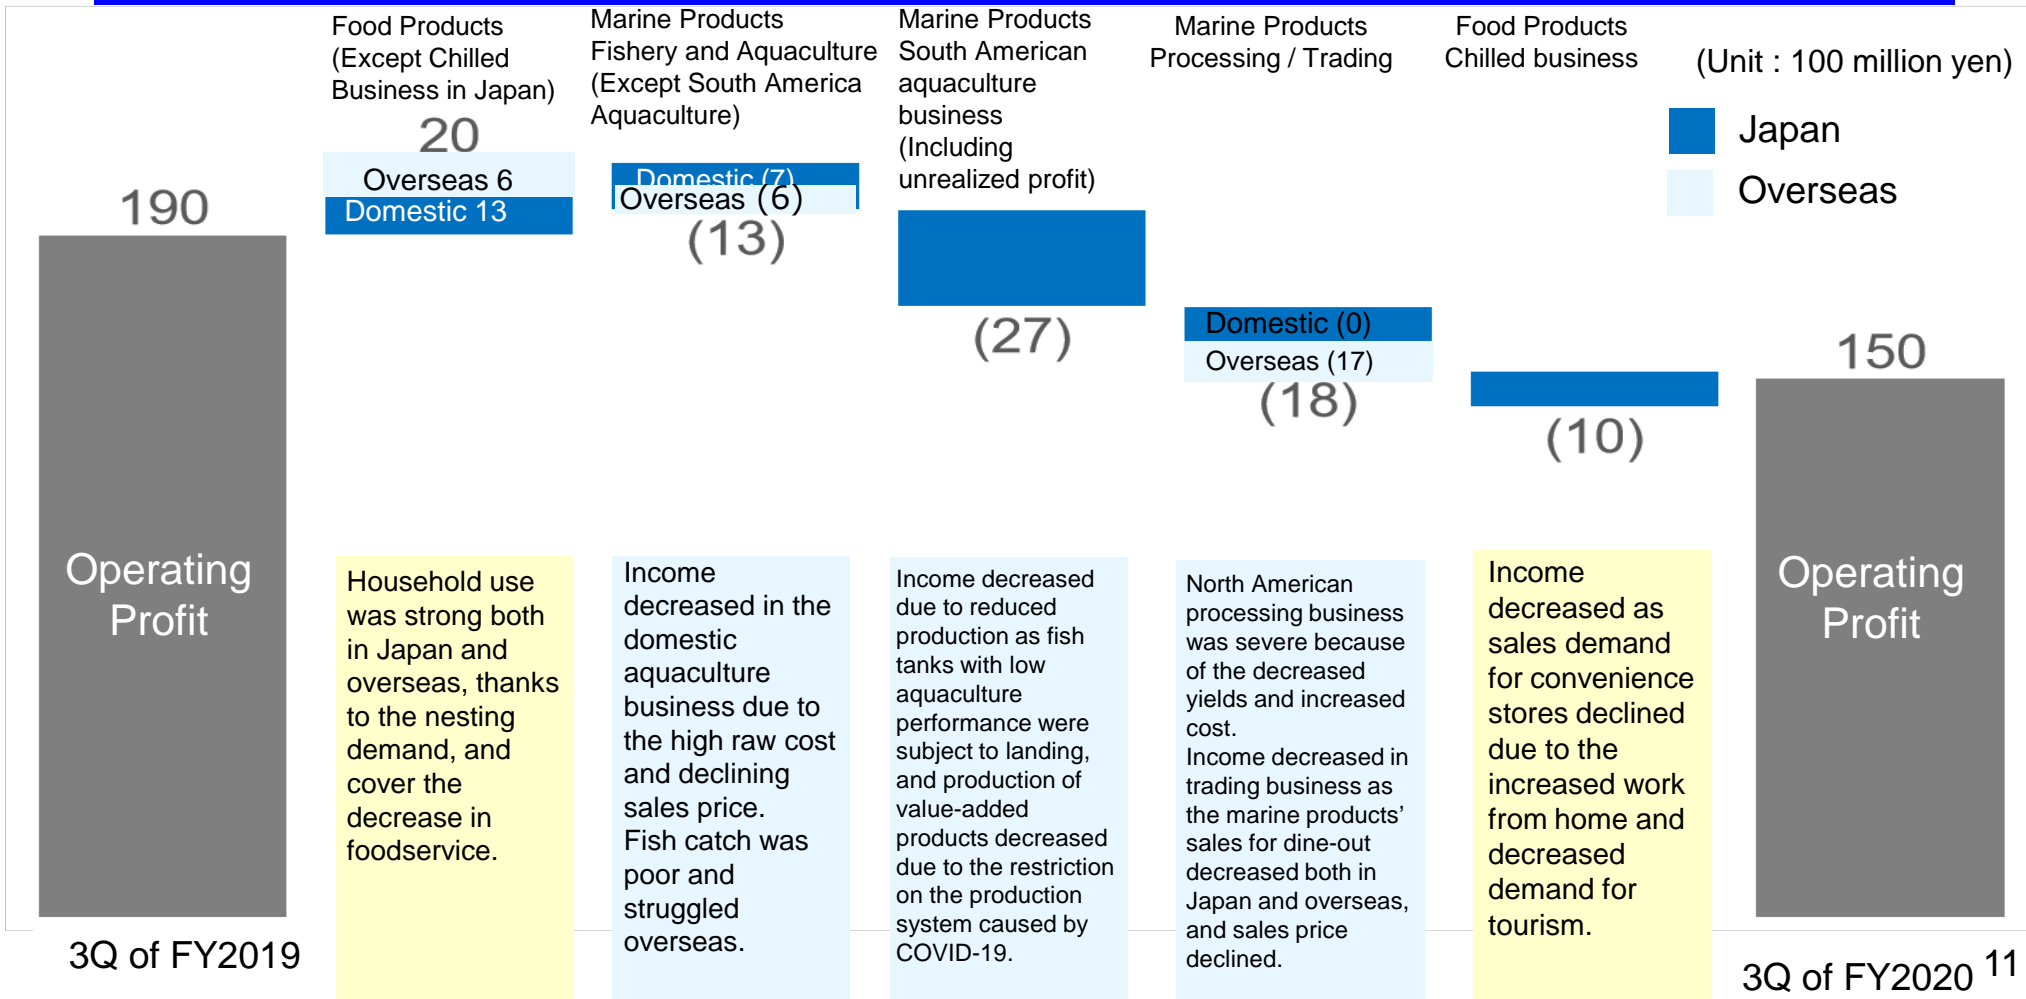 Food Products
(Except Chilled
Business in Japan)
20
Overseas 6
Domestic 13
Marine Products
Fishery and Aquaculture
(Except South America
Aquaculture)
Domestic (7)
Overseas (6)
(13)
Marine Products
South American
aquaculture
business
(Including
unrealized profit)
(27)
Marine Products
Processing / Trading
Domestic (0)
Overseas (17)
(18)
Food Products
Chilled business
(10)
(Unit : 100 million yen)
Japan
Overseas
190
Operating
Profit
3Q of FY2019
Household use
was strong both
in Japan and
overseas, thanks
to the nesting
demand, and
cover the
decrease in
foodservice.
Income
decreased in the
domestic
aquaculture
business due to
the high raw cost
and declining
sales price.
Fish catch was
poor and
struggled
overseas.
Income decreased
due to reduced
production as fish
tanks with low
aquaculture
performance were
subject to landing,
and production of
value-added
products decreased
due to the restriction
on the production
system caused by
COVID-19.
North American
processing business
was severe because
of the decreased
yields and increased
cost.
Income decreased in
trading business as
the marine products’
sales for dine-out
decreased both in
Japan and overseas,
and sales price
declined.
Income
decreased as
sales demand
for convenience
stores declined
due to the
increased work
from home and
decreased
demand for
tourism.
150
Operating
Profit
3Q of FY2020
11